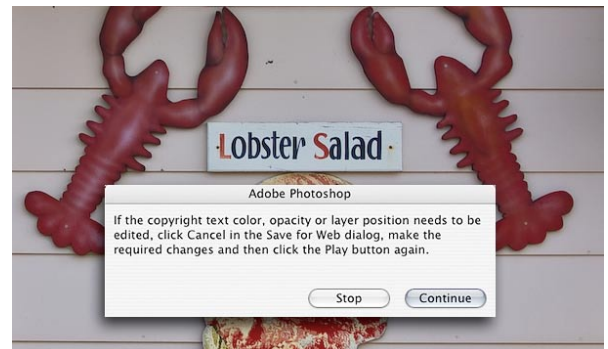 Lobster Salad
Adobe Photoshop
If the copyright text color, opacity or layer position needs to be
edited, click Cancel in the Save for Web dialog, make the
required changes and then click the Play button again.
Stop
Continue